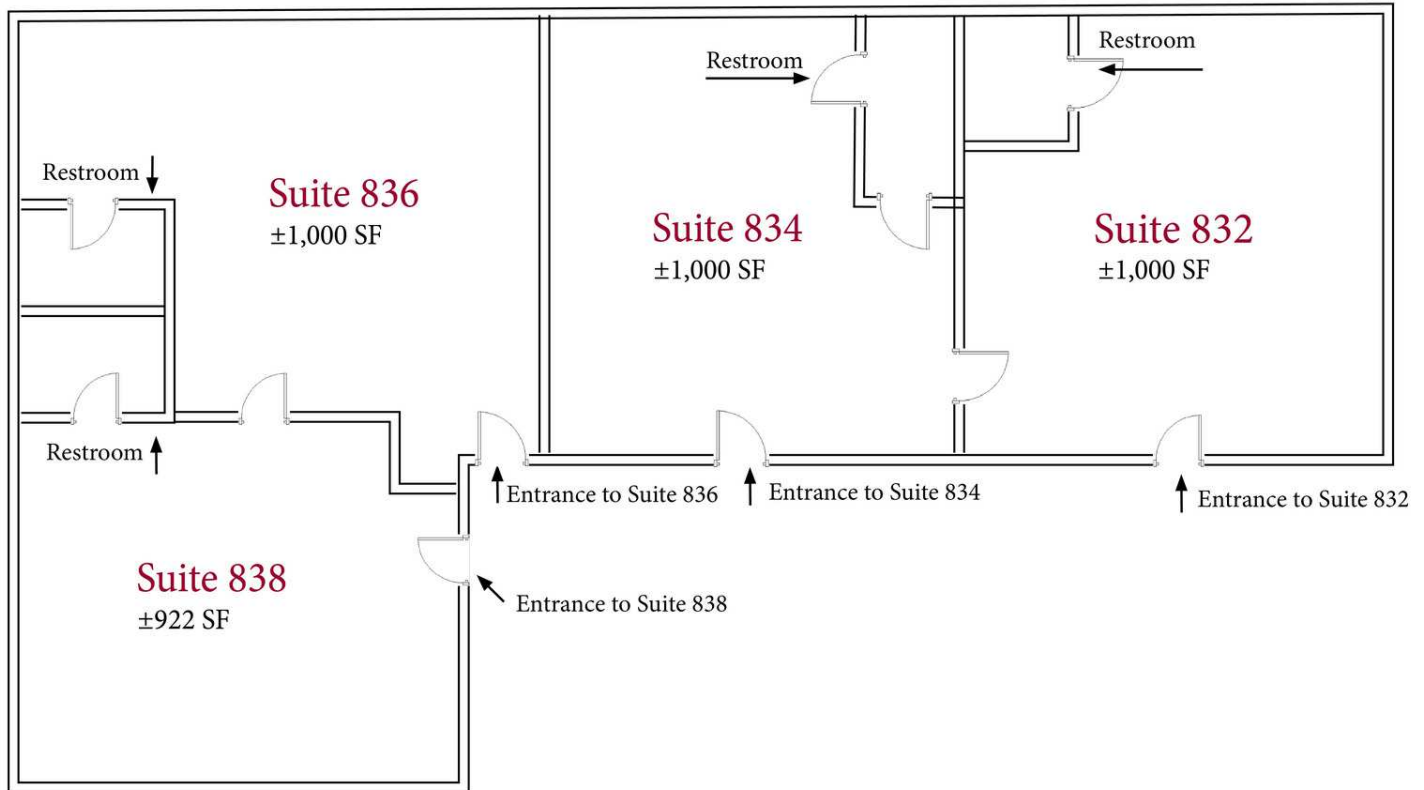 Restroom
Restroom
Restroom
Suite 836
±1,000 SF
Suite 834
±1,000 SF
Suite 832
±1,000 SF
Restroom
Entrance to Suite 836
Entrance to Suite 834
Entrance to Suite 832
Suite 838
±922 SF
Entrance to Suite 838